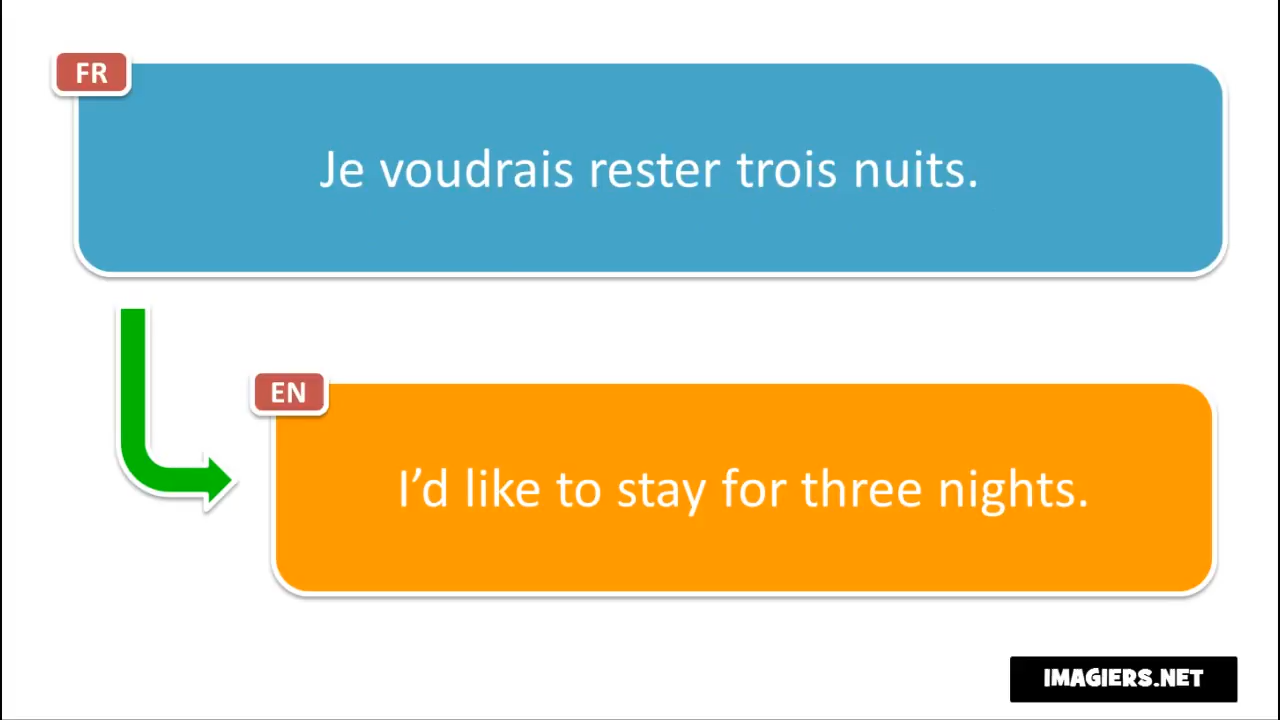 FR
Je voudrais rester trois nuits.
EN
I’d like to stay for three nights.
IMAGIERS.NET